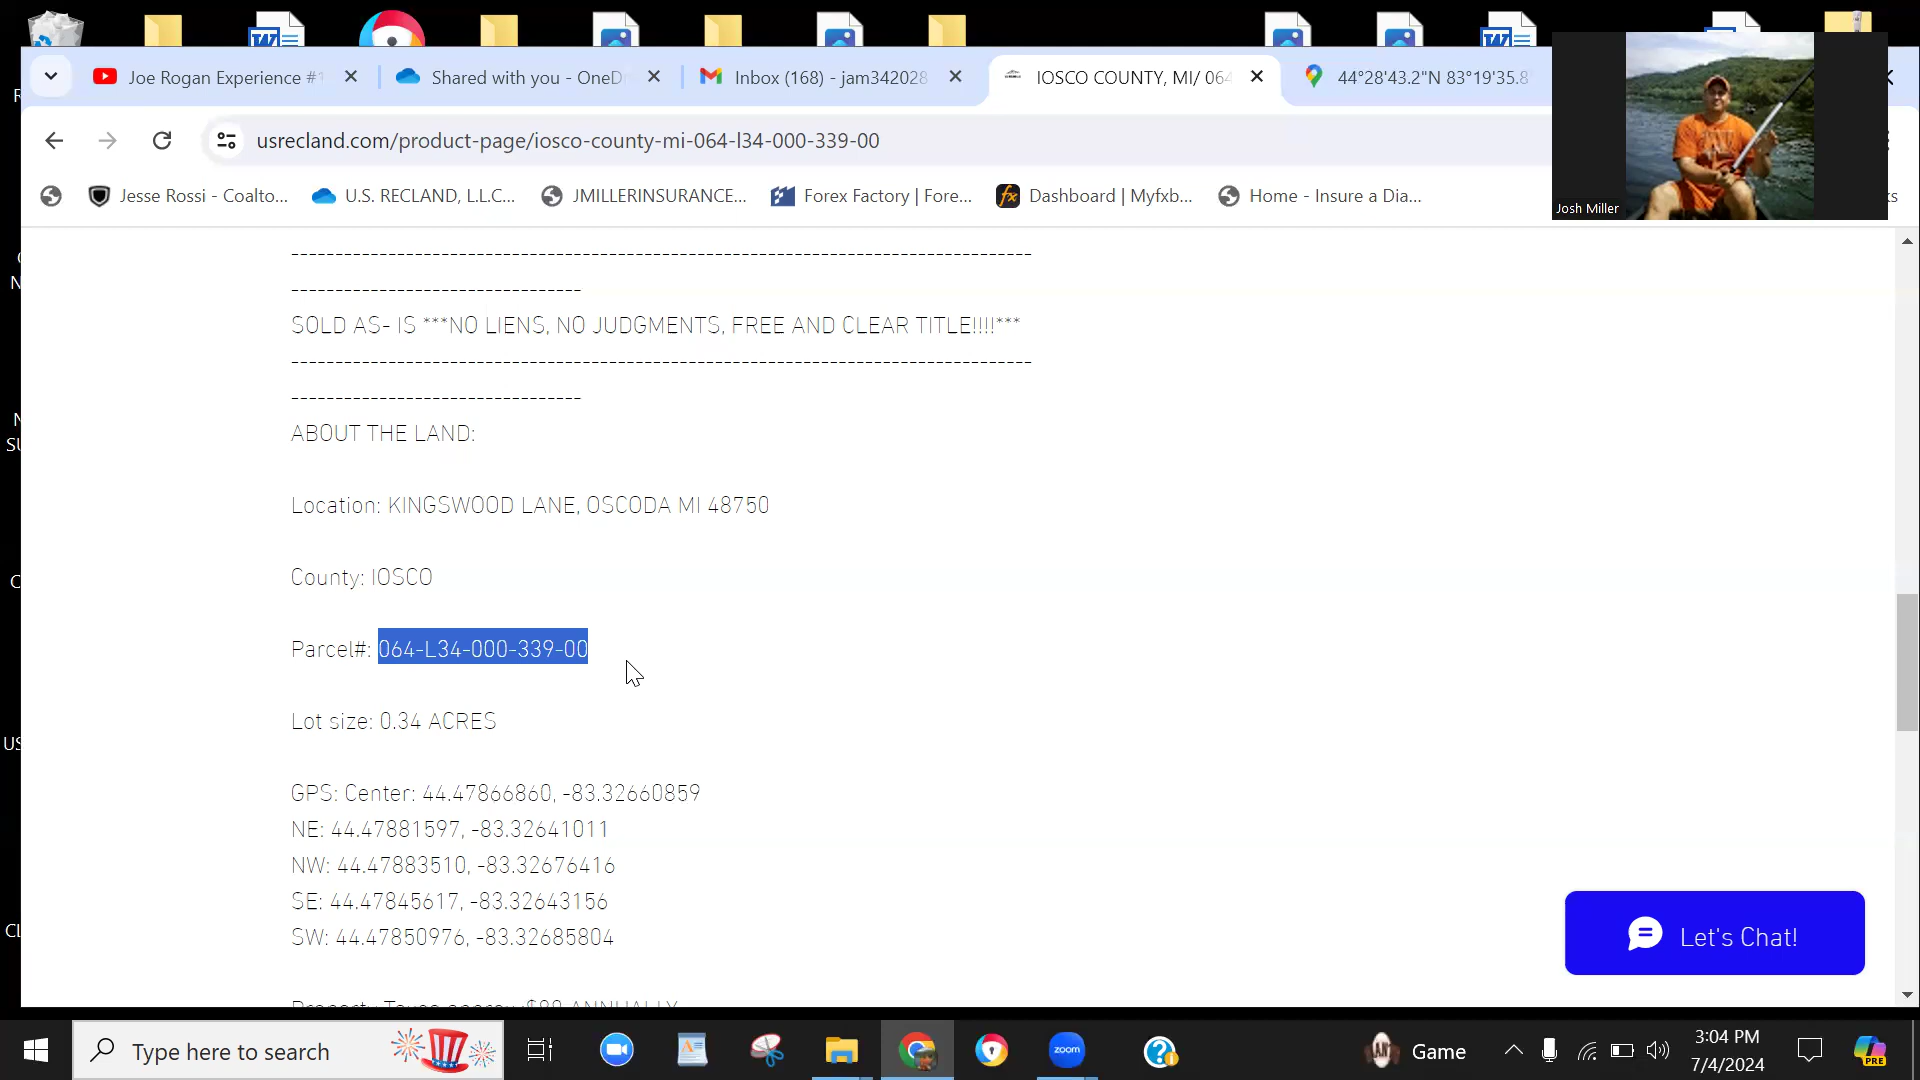 Joe Rogan Experience #1
Shared with you - OneD
Inbox (168) - jam342028
IOSCO COUNTY, MI/ 064
44°28'43.2"N 83°19'35.8"
usrecland.com/product-page/iosco-county-mi-064-l34-000-339-00
Jesse Rossi - Coalto...
U.S. RECLAND, L.L.C...
JMILLERINSURANCE...
Forex Factory | Fore...
Dashboard | Myfxb...
Home - Insure a Dia...
Josh Miller
--------------------------------------------------------------------------------
-------------------------------
SOLD AS- IS ***NO LIENS, NO JUDGMENTS, FREE AND CLEAR TITLE!!!!***
--------------------------------------------------------------------------------
-------------------------------
ABOUT THE LAND:
Location: KINGSWOOD LANE, OSCODA MI 48750
County: IOSCO
Parcel#: 064-L34-000-339-00
Lot size: 0.34 ACRES
GPS: Center: 44.47866860, -83.32660859
NE: 44.47881597, -83.32641011
NW: 44.47883510, -83.32676416
SE: 44.47845617, -83.32643156
SW: 44.47850976, -83.32685804
Let's Chat!
Type here to search
zoom
Game
3:04 PM
7/4/2024
PRE